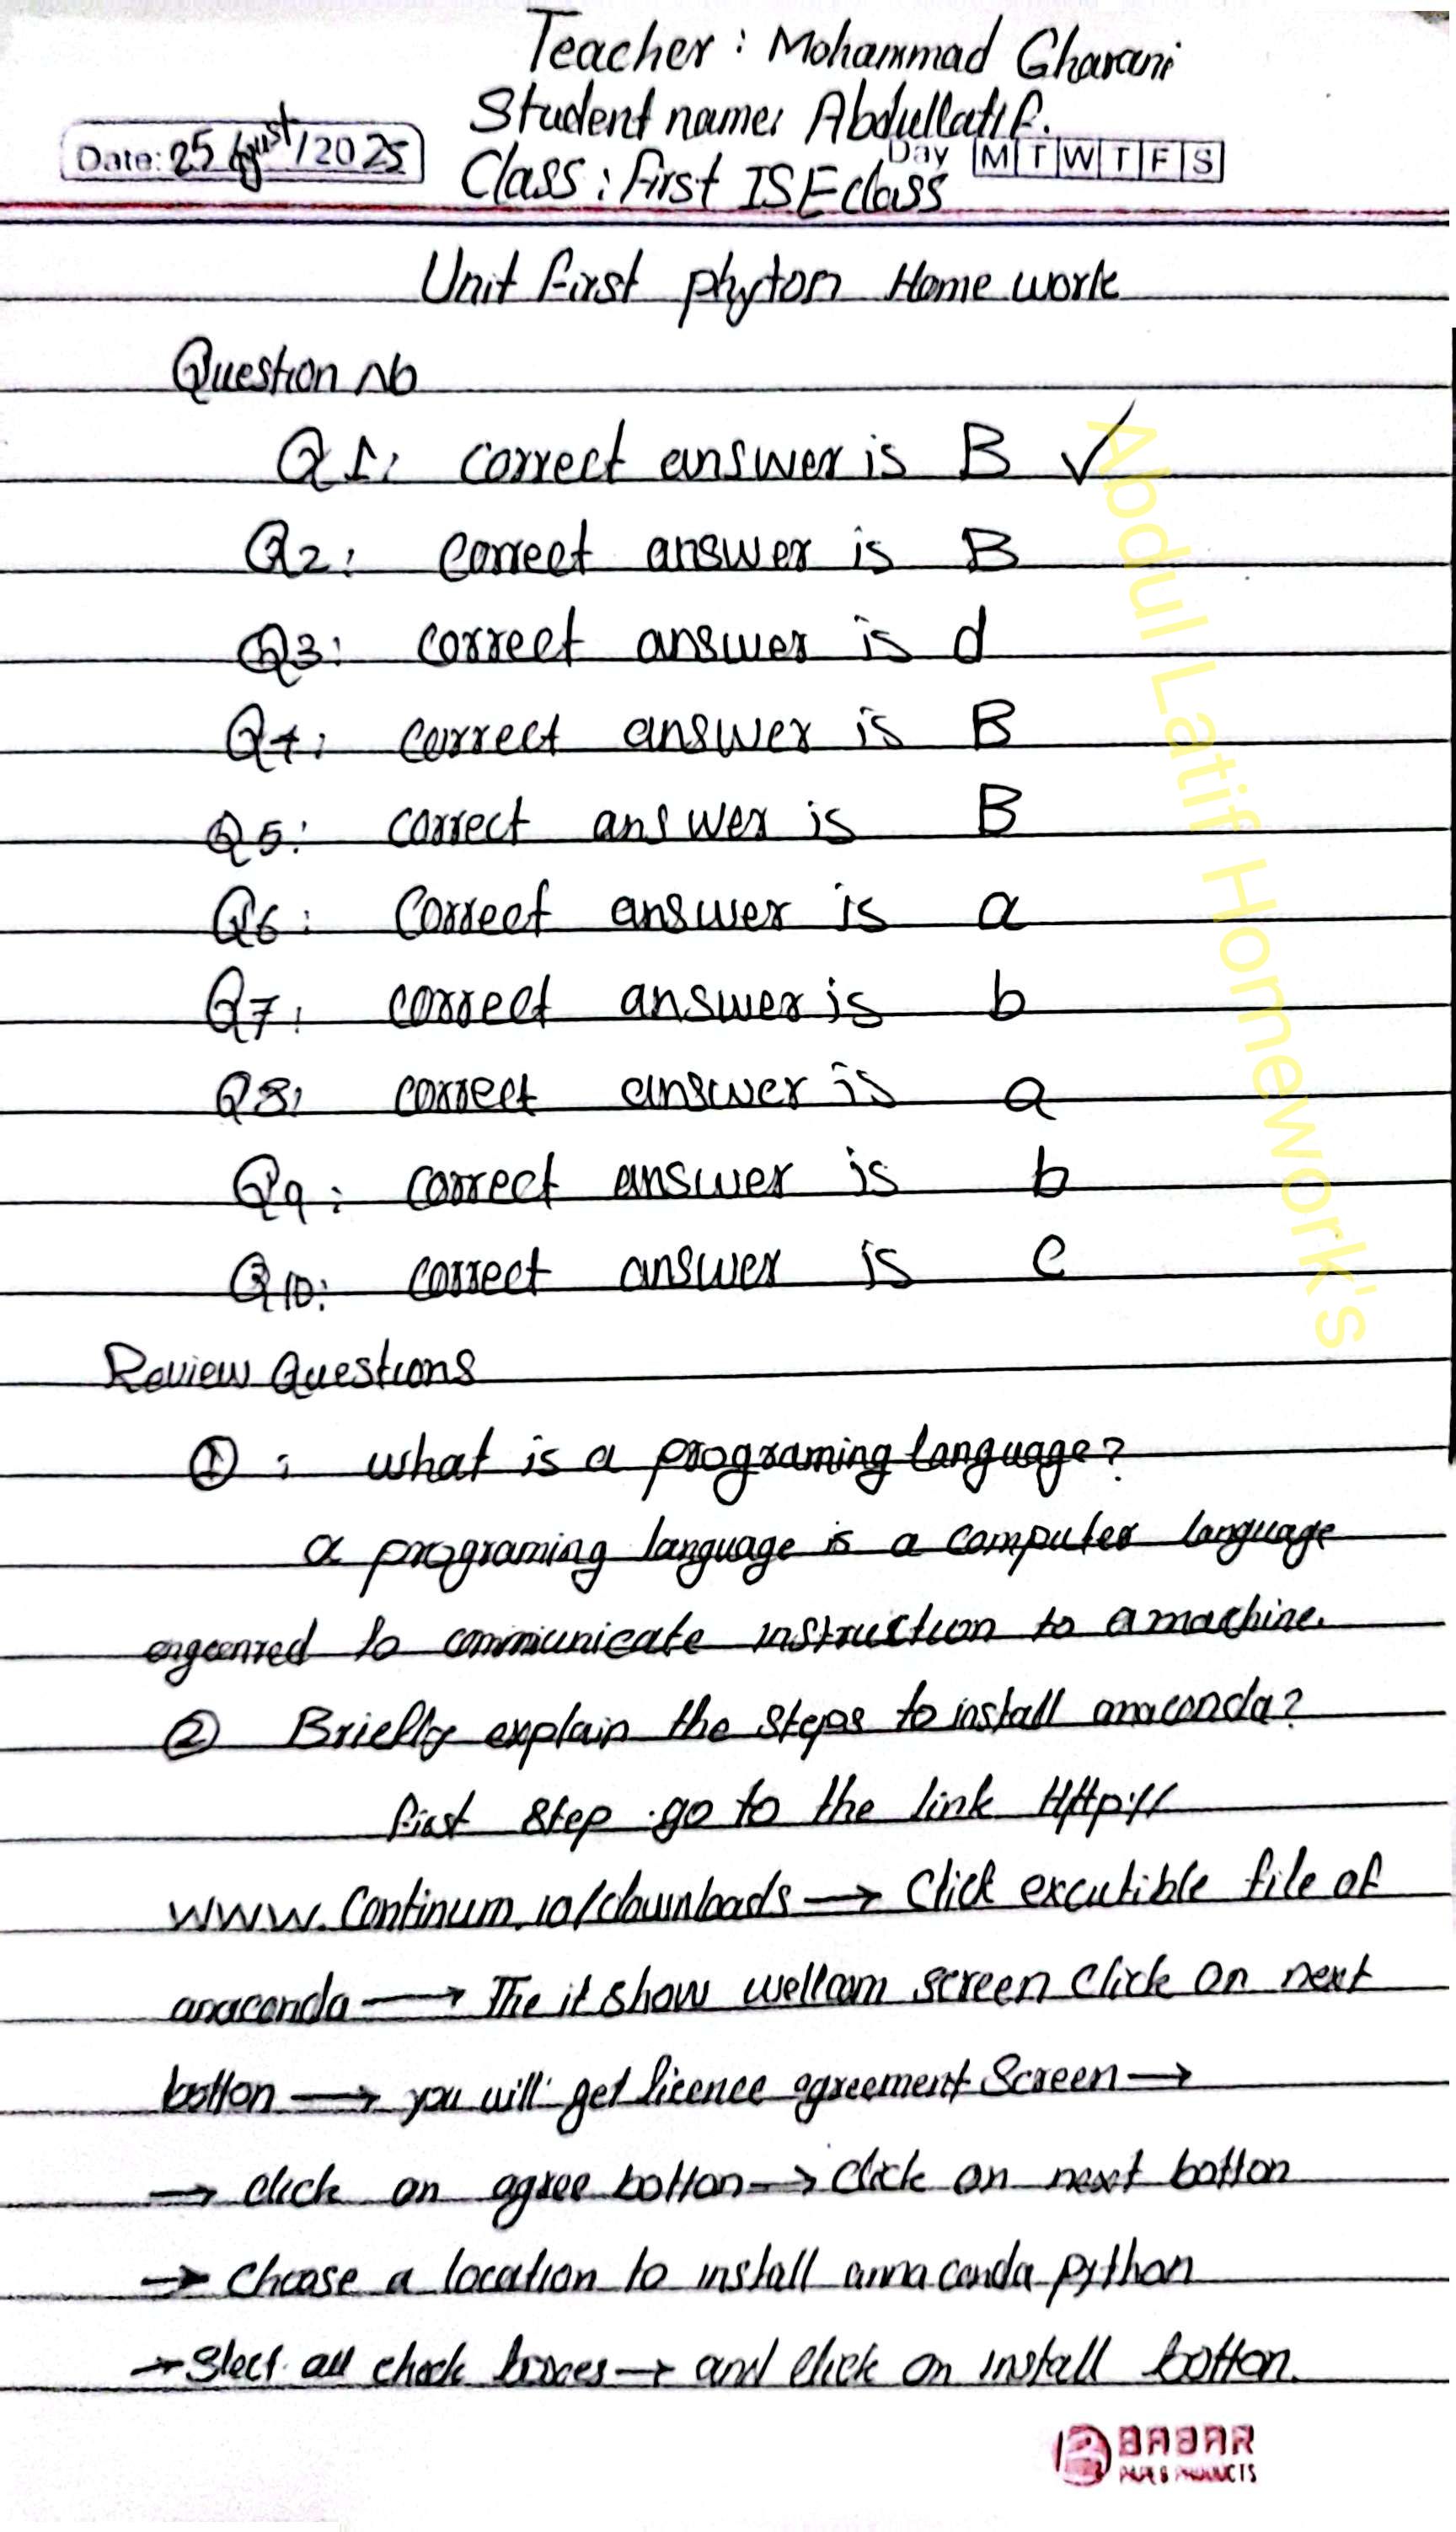 Teacher : Mohammad Gharani
Student name: Abdullatif.
Date: 25 August/2025
Day M T W T F S
Class : First ISE class
Unit first phyton Home work
Question No
Q1: correct answer is B ✓
Q2: correct answer is B
Q3: correct answer is d
Q4: correct answer is B
Q5: correct answer is B
Q6: correct answer is a
Q7: correct answer is b
Q8: correct answer is a
Q9: correct answer is b
Q10: correct answer is c
Review Questions
① : what is a programing language?
a programing language is a computer language
to communicate instruction to a machine.
② Briefly explain the steps to install anaconda?
first step go to the link Http://
www.Continum.io/downloads → Click excutible file of
anaconda → The it show wellcom screen click on next
botton → you will get licence agreement Screen →
→ click on agree botton → click on next botton
→ Choose a location to install annaconda python
→ Slect all check boxes → and click on install botton.
Abdul Latif Homework's
BABAR
PAPER PRODUCTS